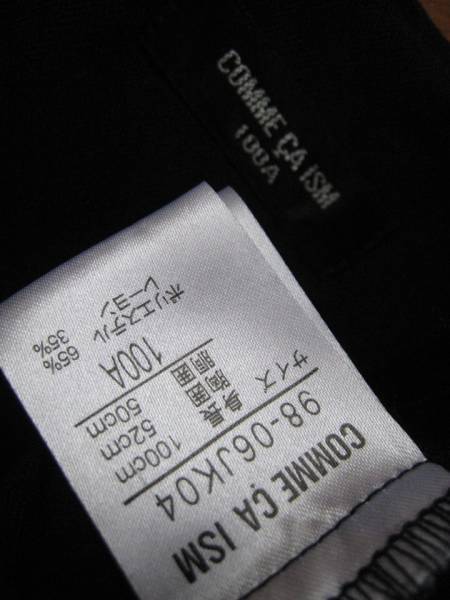 COMME ÇA ISM
100A
COMME ÇA ISM
98-06JK04
サイズ
身長 100cm
胸囲 52cm
胴囲 50cm
100A
ポリエステル 65%
レーヨン 35%